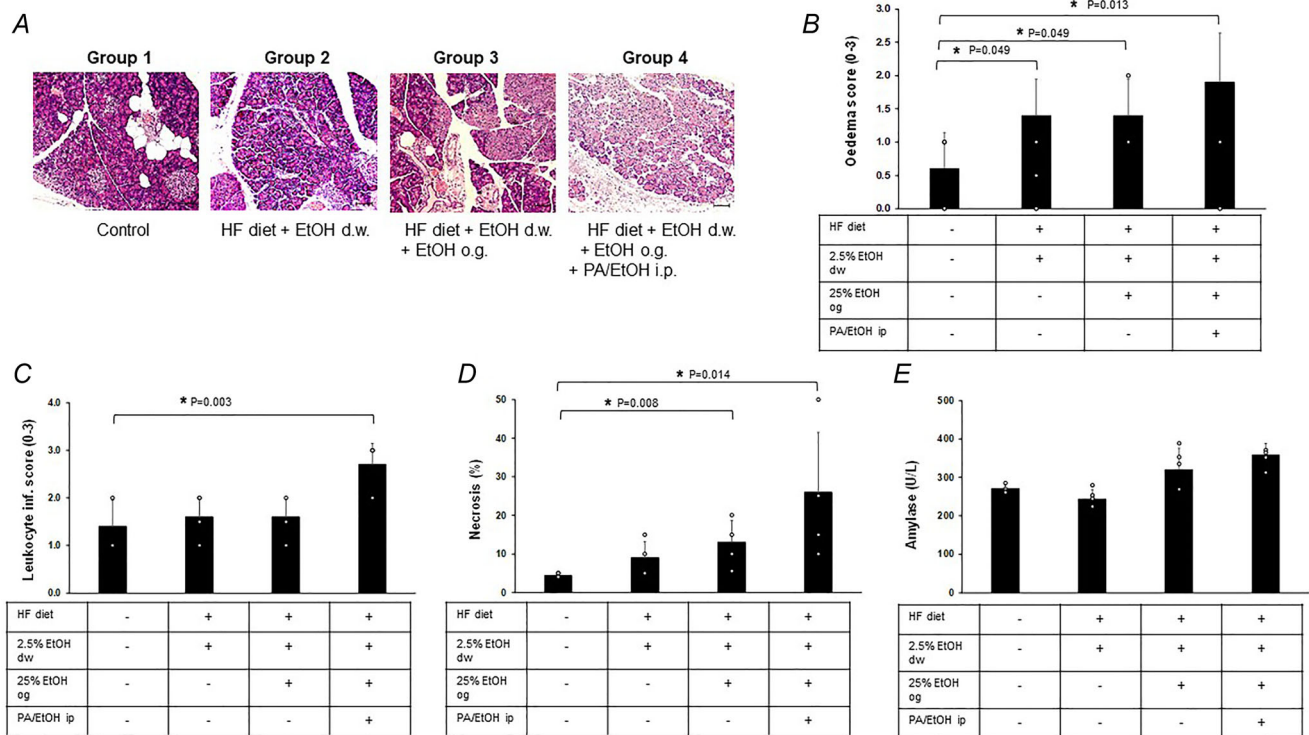 A
Group 1
Group 2
Group 3
Group 4
Control
HF diet + EtOH d.w.
HF diet + EtOH d.w.
+ EtOH o.g.
HF diet + EtOH d.w.
+ EtOH o.g.
+ PA/EtOH i.p.
B
* P=0.013
* P=0.049
* P=0.049
Oedema score (0-3)
3.0
2.5
2.0
1.5
1.0
0.5
0.0
HF diet - + + +
2.5% EtOH
dw - + + +
25% EtOH
og - - + +
PA/EtOH ip - - - +
C
* P=0.003
Leukocyte inf. score (0-3)
4.0
3.0
2.0
1.0
0.0
HF diet - + + +
2.5% EtOH
dw - + + +
25% EtOH
og - - + +
PA/EtOH ip - - - +
D
* P=0.014
* P=0.008
Necrosis (%)
50
40
30
20
10
0
HF diet - + + +
2.5% EtOH
dw - + + +
25% EtOH
og - - + +
PA/EtOH ip - - - +
E
Amylase (U/L)
500
400
300
200
100
0
HF diet - + + +
2.5% EtOH
dw - + + +
25% EtOH
og - - + +
PA/EtOH ip - - - +